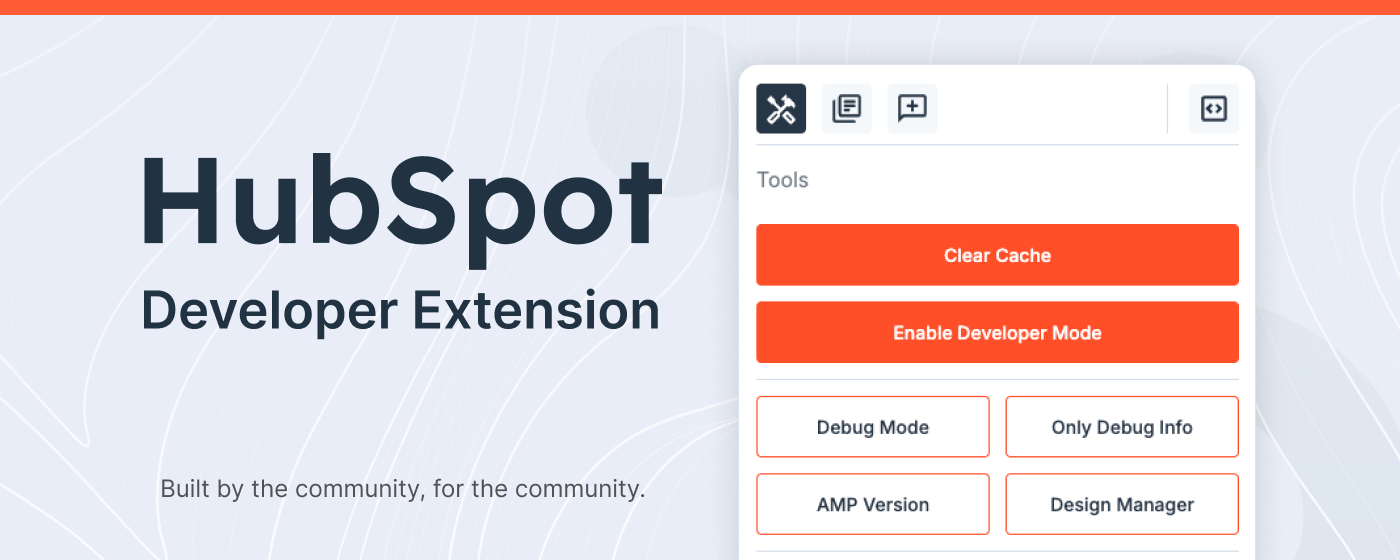 HubSpot
Developer Extension
Built by the community, for the community.
Tools
Clear Cache
Enable Developer Mode
Debug Mode
Only Debug Info
AMP Version
Design Manager